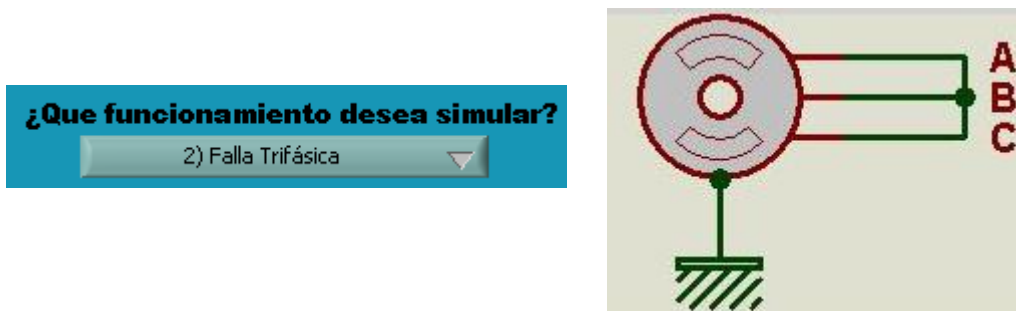 ¿Que funcionamiento desea simular?
2) Falla Trifásica
A
B
C